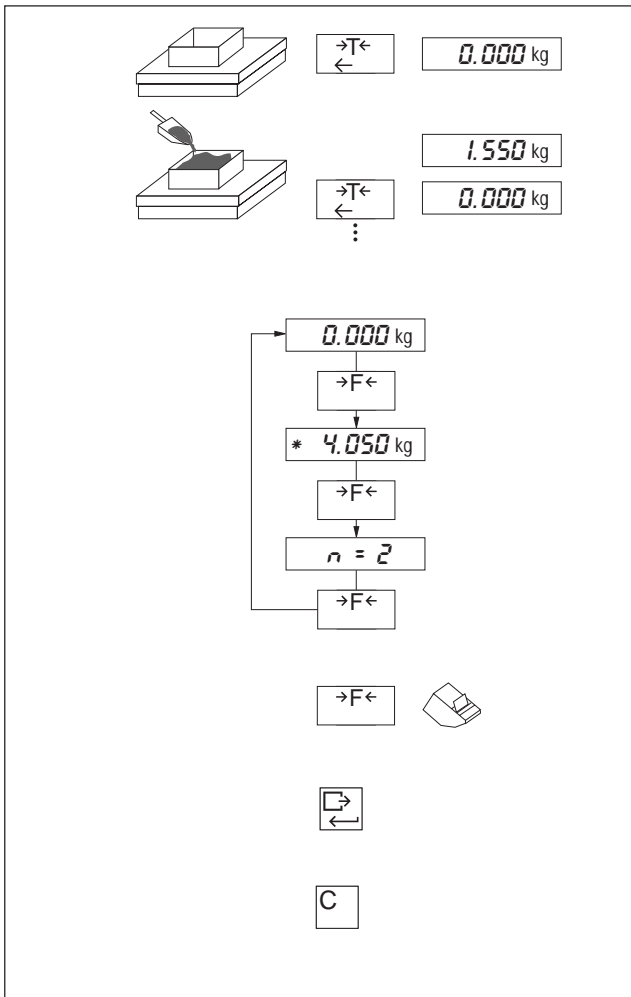 →T← 0.000 kg
←
1.550 kg
→T← 0.000 kg
←
0.000 kg
→F←
* 4.050 kg
→F←
n = 2
→F←
→F←
C